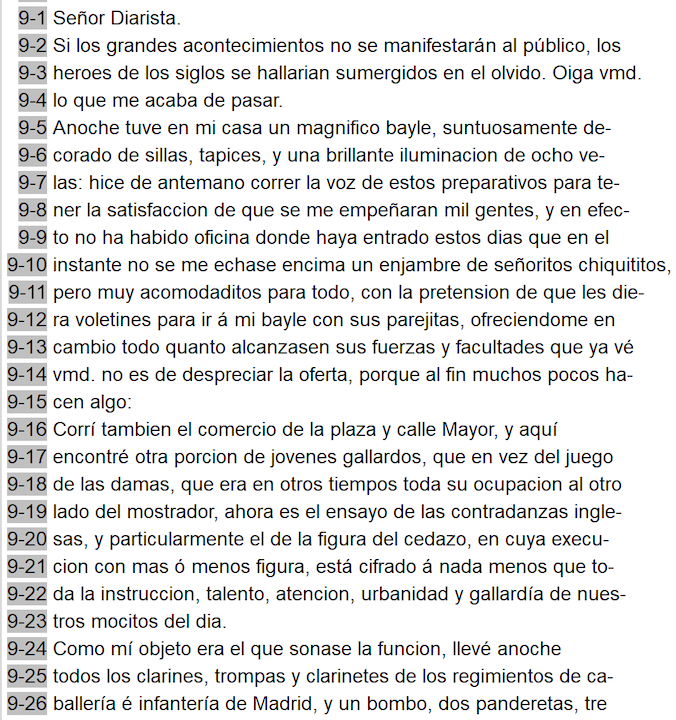 9-1 Señor Diarista.
9-2 Si los grandes acontecimientos no se manifestarán al público, los
9-3 heroes de los siglos se hallarian sumergidos en el olvido. Oiga vmd.
9-4 lo que me acaba de pasar.
9-5 Anoche tuve en mi casa un magnifico bayle, suntuosamente de-
9-6 corado de sillas, tapices, y una brillante iluminacion de ocho ve-
9-7 las: hice de antemano correr la voz de estos preparativos para te-
9-8 ner la satisfaccion de que se me empeñaran mil gentes, y en efec-
9-9 to no ha habido oficina donde haya entrado estos dias que en el
9-10 instante no se me echase encima un enjambre de señoritos chiquititos,
9-11 pero muy acomodaditos para todo, con la pretension de que les die-
9-12 ra voletines para ir á mi bayle con sus parejitas, ofreciendome en
9-13 cambio todo quanto alcanzasen sus fuerzas y facultades que ya vé
9-14 vmd. no es de despreciar la oferta, porque al fin muchos pocos ha-
9-15 cen algo:
9-16 Corrí tambien el comercio de la plaza y calle Mayor, y aquí
9-17 encontré otra porcion de jovenes gallardos, que en vez del juego
9-18 de las damas, que era en otros tiempos toda su ocupacion al otro
9-19 lado del mostrador, ahora es el ensayo de las contradanzas ingle-
9-20 sas, y particularmente el de la figura del cedazo, en cuya execu-
9-21 cion con mas ó menos figura, está cifrado á nada menos que to-
9-22 da la instruccion, talento, atencion, urbanidad y gallardía de nues-
9-23 tros mocitos del dia.
9-24 Como mí objeto era el que sonase la funcion, llevé anoche
9-25 todos los clarines, trompas y clarinetes de los regimientos de ca-
9-26 ballería é infantería de Madrid, y un bombo, dos panderetas, tre